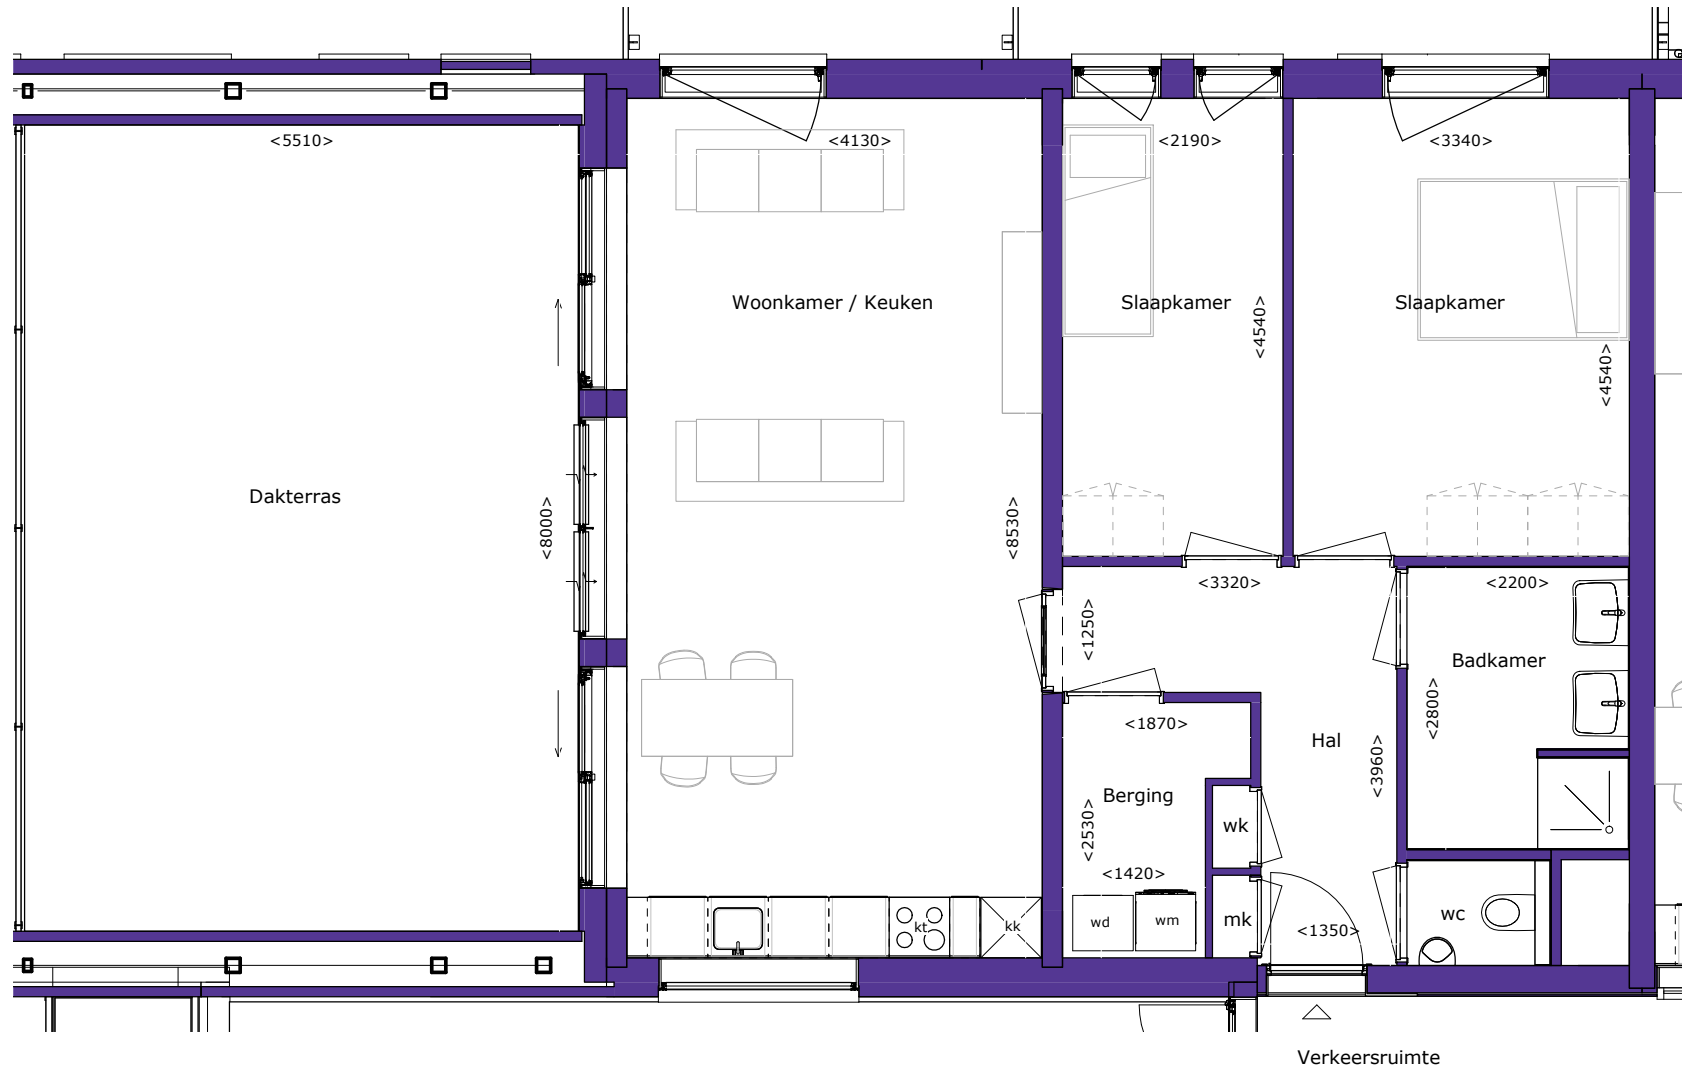 <5510>
<4130>
<2190>
<3340>
Woonkamer / Keuken
Slaapkamer
Slaapkamer
<4540>
<4540>
Dakterras
<8000>
<8530>
<3320>
<2200>
<1250>
Badkamer
<2800>
<1870>
Hal
<3960>
Berging
<2530>
wk
<1420>
wd
wm
mk
wc
kt
kk
<1350>
Verkeersruimte